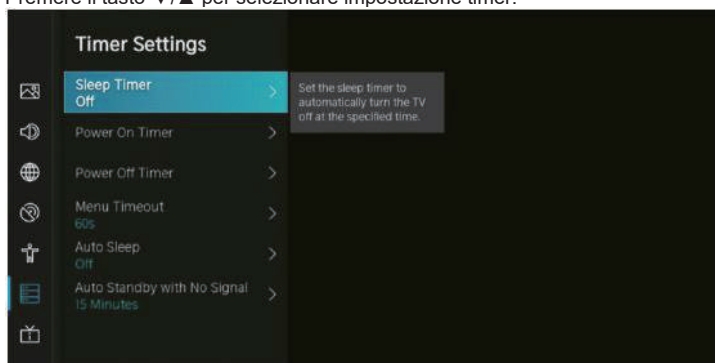 Premere il tasto ▼/▲ per selezionare impostazione timer.
Timer Settings
Sleep Timer
Off
Set the sleep timer to
automatically turn the TV
off at the specified time.
Power On Timer
Power Off Timer
Menu Timeout
60s
Auto Sleep
Off
Auto Standby with No Signal
15 Minutes